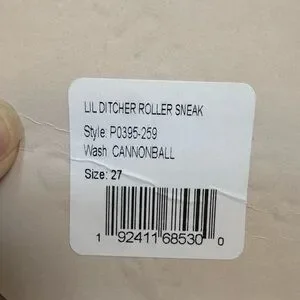 LIL DITCHER ROLLER SNEAK
Style: P0395-259
Wash: CANNONBALL
Size: 27
1 92411 68530 0